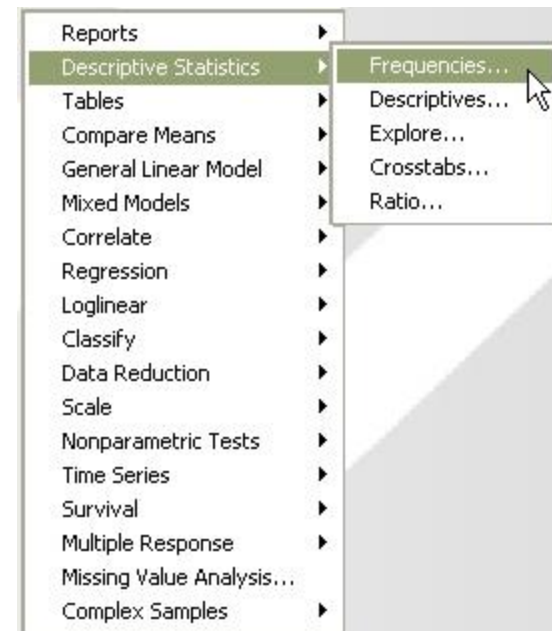 Reports
Descriptive Statistics
Tables
Compare Means
General Linear Model
Mixed Models
Correlate
Regression
Loglinear
Classify
Data Reduction
Scale
Nonparametric Tests
Time Series
Survival
Multiple Response
Missing Value Analysis...
Complex Samples
Frequencies...
Descriptives...
Explore...
Crosstabs...
Ratio...